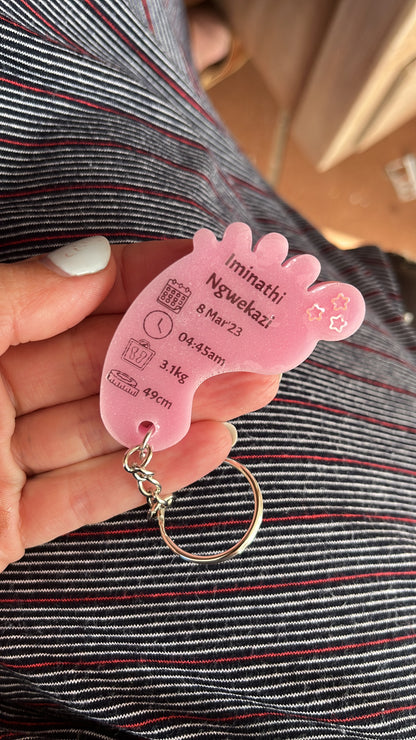 Iminathi
Ngwekazi
8 Mar'23
04:45am
3.1kg
49cm